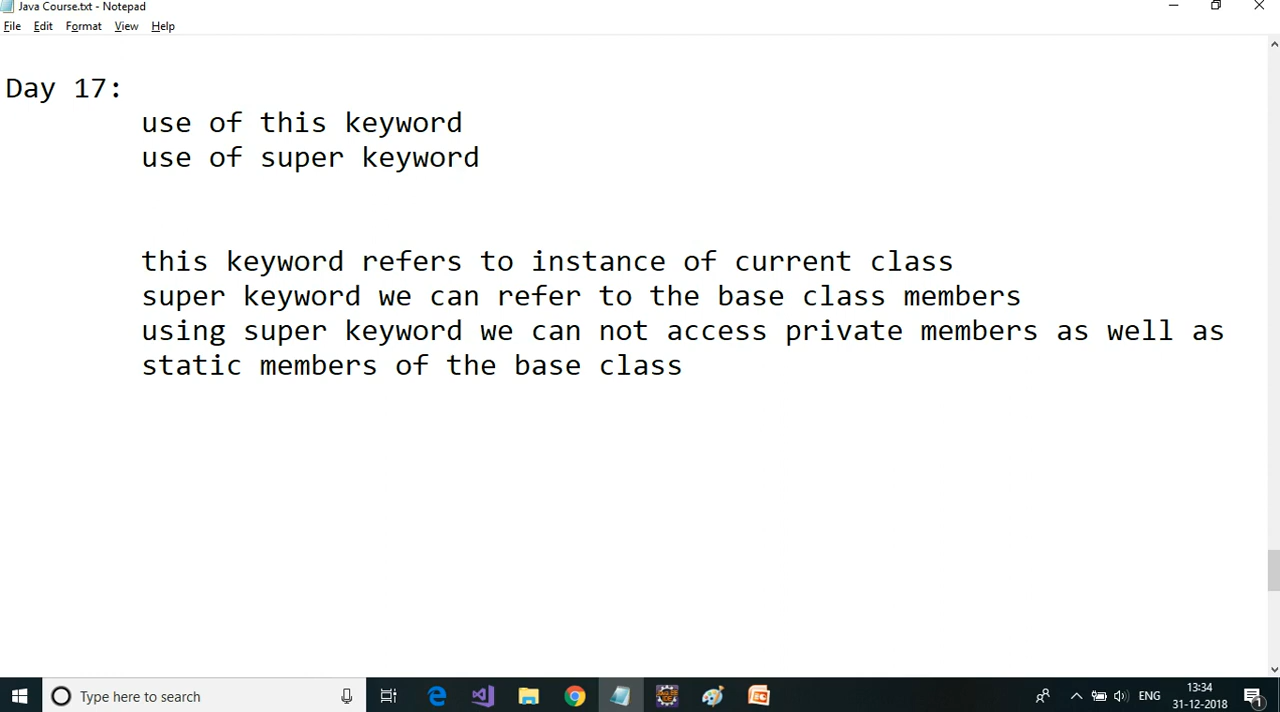 Java Course.txt - Notepad
File Edit Format View Help
Day 17:
use of this keyword
use of super keyword
this keyword refers to instance of current class
super keyword we can refer to the base class members
using super keyword we can not access private members as well as
static members of the base class
Type here to search
ENG
13:34
31-12-2018
1